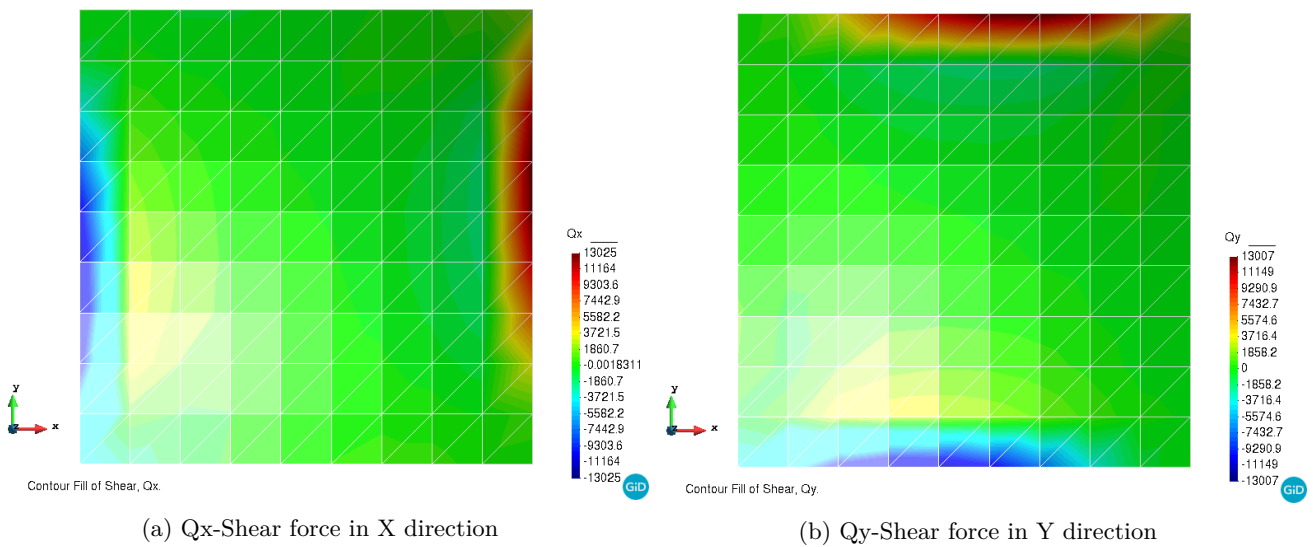 Qx
13025
11164
9303.6
7442.9
5582.2
3721.5
1860.7
-0.0018311
-1860.7
-3721.5
-5582.2
-7442.9
-9303.6
-11164
-13025
y
x
z
GiD
Contour Fill of Shear, Qx.
(a) Qx-Shear force in X direction
Qy
13007
11149
9290.9
7432.7
5574.6
3716.4
1858.2
0
-1858.2
-3716.4
-5574.6
-7432.7
-9290.9
-11149
-13007
y
x
z
GiD
Contour Fill of Shear, Qy.
(b) Qy-Shear force in Y direction